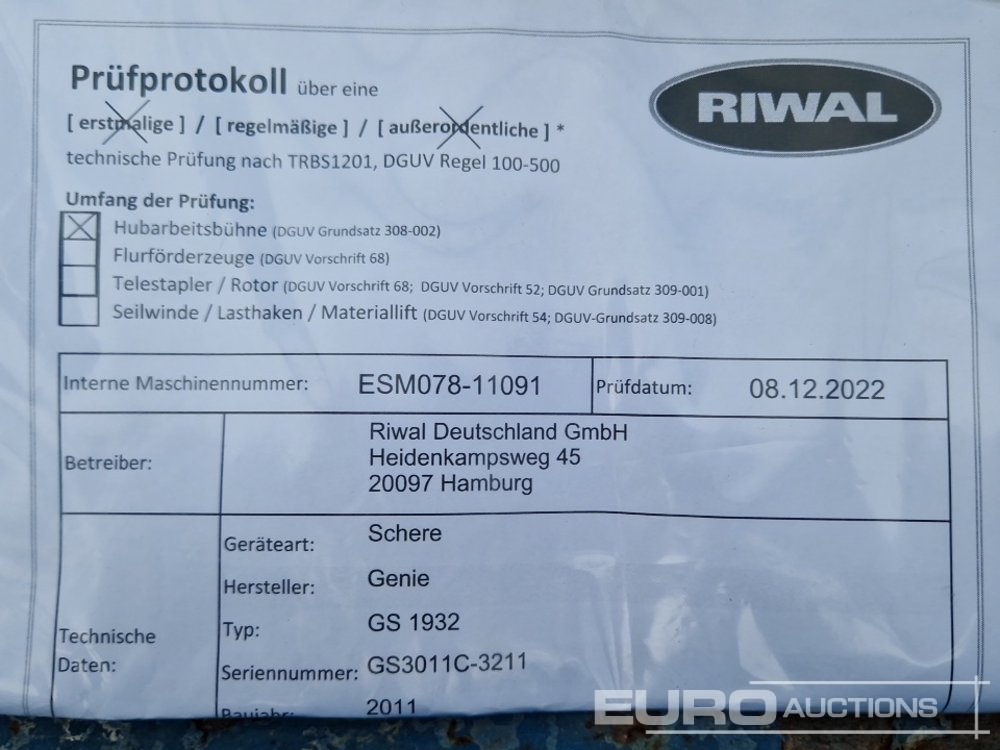 Prüfprotokoll über eine
RIWAL
[ erstmalige ] / [ regelmäßige ] / [ außerordentliche ] *
technische Prüfung nach TRBS1201, DGUV Regel 100-500
Umfang der Prüfung:
Hubarbeitsbühne (DGUV Grundsatz 308-002)
Flurförderzeuge (DGUV Vorschrift 68)
Telestapler / Rotor (DGUV Vorschrift 68; DGUV Vorschrift 52; DGUV Grundsatz 309-001)
Seilwinde / Lasthaken / Materiallift (DGUV Vorschrift 54; DGUV-Grundsatz 309-008)
Interne Maschinennummer: ESM078-11091 Prüfdatum: 08.12.2022
Betreiber:
Riwal Deutschland GmbH
Heidenkampsweg 45
20097 Hamburg
Technische
Daten:
Geräteart: Schere
Hersteller: Genie
Typ: GS 1932
Seriennummer: GS3011C-3211
Baujahr: 2011
EURO AUCTIONS